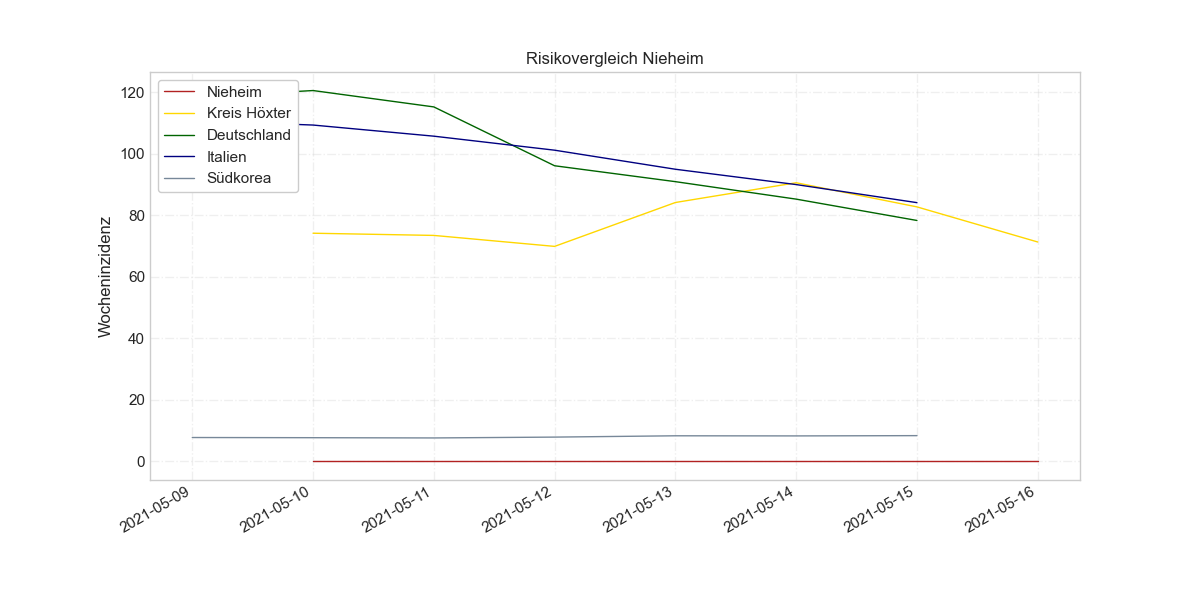 Risikovergleich Nieheim
Nieheim
Kreis Höxter
Deutschland
Italien
Südkorea
Wocheninzidenz
120
100
80
60
40
20
0
2021-05-09
2021-05-10
2021-05-11
2021-05-12
2021-05-13
2021-05-14
2021-05-15
2021-05-16